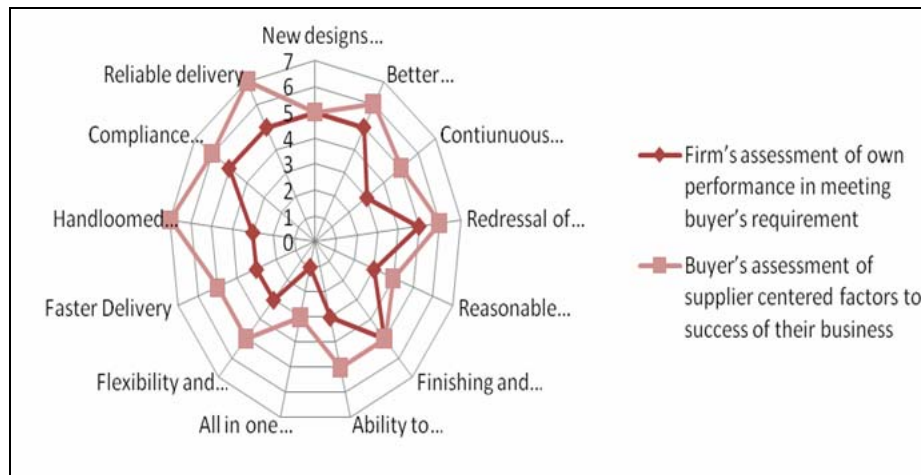 New designs...
Better...
Contiunuous...
Redressal of...
Reasonable...
Finishing and...
Ability to...
All in one...
Flexibility and...
Faster Delivery
Handloomed...
Compliance...
Reliable delivery
7
6
5
4
3
2
1
0
Firm's assessment of own
performance in meeting
buyer's requirement
Buyer's assessment of
supplier centered factors to
success of their business